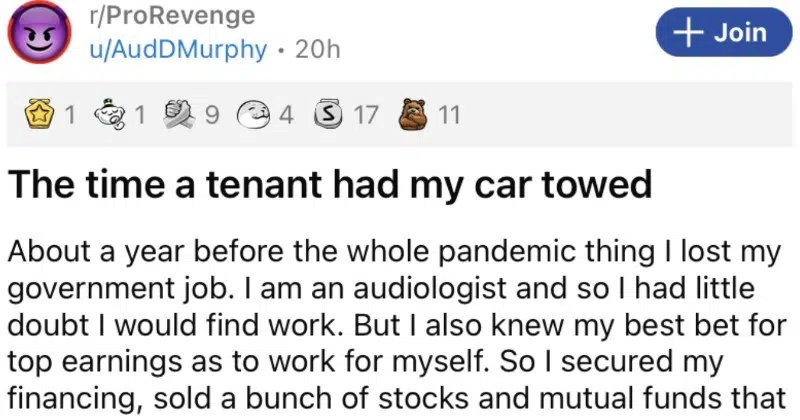 r/ProRevenge
u/AudDMurphy • 20h
+ Join
1 1 9 4 S 17 11
The time a tenant had my car towed
About a year before the whole pandemic thing I lost my
government job. I am an audiologist and so I had little
doubt I would find work. But I also knew my best bet for
top earnings as to work for myself. So I secured my
financing, sold a bunch of stocks and mutual funds that